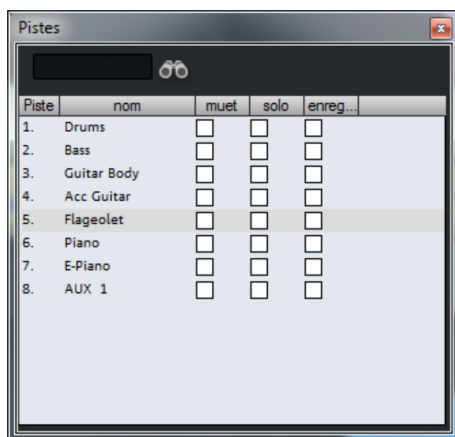 Pistes
Piste nom muet solo enreg...
1. Drums
2. Bass
3. Guitar Body
4. Acc Guitar
5. Flageolet
6. Piano
7. E-Piano
8. AUX 1